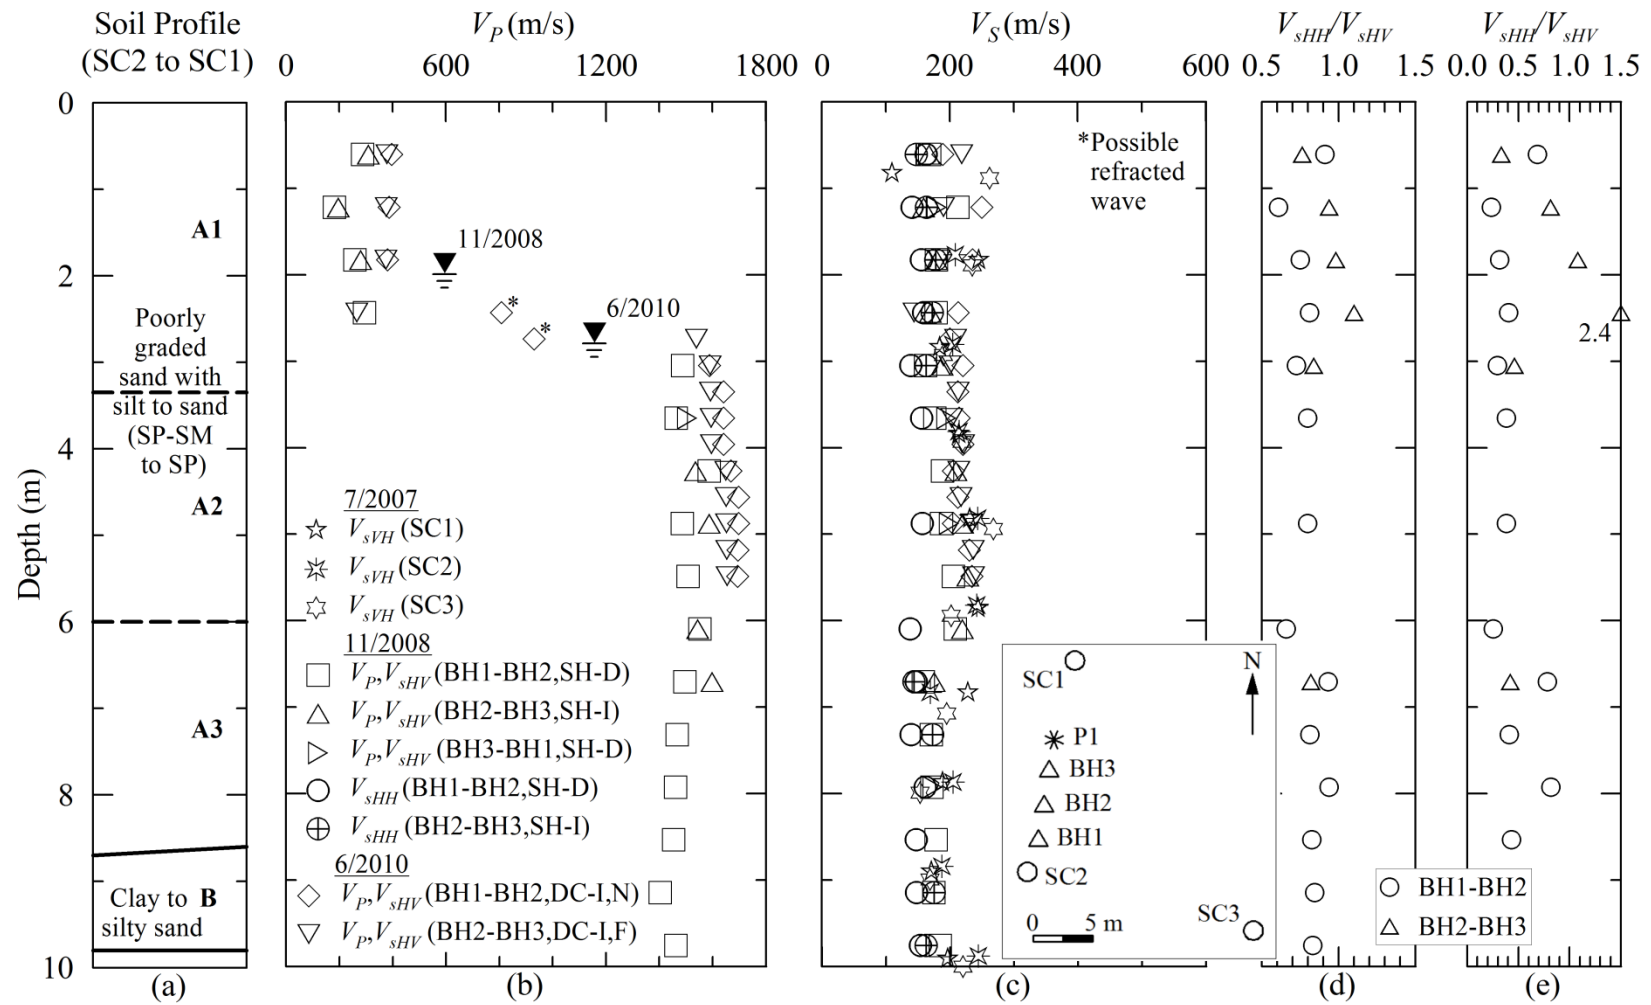 Soil Profile
(SC2 to SC1)
V_P (m/s)
V_S (m/s)
V_sHH/V_sHV
V_sHH/V_sHV
0 600 1200 1800
0 200 400 600
0.5 1.0 1.5
0.0 0.5 1.0 1.5
Depth (m)
0
2
4
6
8
10
A1
Poorly
graded
sand with
silt to sand
(SP-SM
to SP)
A2
A3
Clay to B
silty sand
11/2008
*
*
6/2010
7/2007
V_sVH (SC1)
V_sVH (SC2)
V_sVH (SC3)
11/2008
V_P,V_sHV (BH1-BH2,SH-D)
V_P,V_sHV (BH2-BH3,SH-I)
V_P,V_sHV (BH3-BH1,SH-D)
V_sHH (BH1-BH2,SH-D)
V_sHH (BH2-BH3,SH-I)
6/2010
V_P,V_sHV (BH1-BH2,DC-I,N)
V_P,V_sHV (BH2-BH3,DC-I,F)
*Possible
refracted
wave
SC1
N
P1
BH3
BH2
BH1
SC2
SC3
0 5 m
2.4
BH1-BH2
BH2-BH3
(a)
(b)
(c)
(d)
(e)